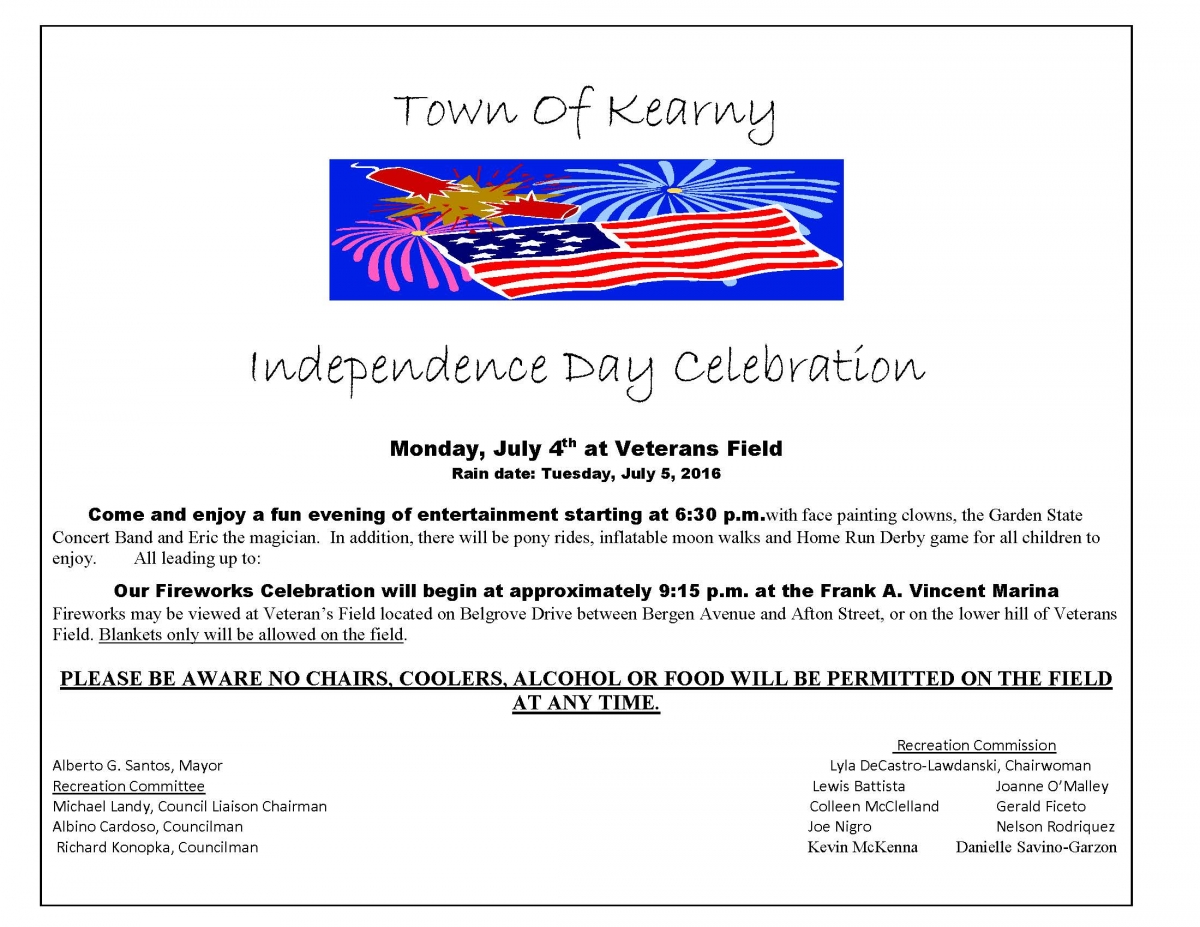 Town Of Kearny
Independence Day Celebration
Monday, July 4th at Veterans Field
Rain date: Tuesday, July 5, 2016
Come and enjoy a fun evening of entertainment starting at 6:30 p.m.with face painting clowns, the Garden State
Concert Band and Eric the magician. In addition, there will be pony rides, inflatable moon walks and Home Run Derby game for all children to
enjoy. All leading up to:
Our Fireworks Celebration will begin at approximately 9:15 p.m. at the Frank A. Vincent Marina
Fireworks may be viewed at Veteran's Field located on Belgrove Drive between Bergen Avenue and Afton Street, or on the lower hill of Veterans
Field. Blankets only will be allowed on the field.
PLEASE BE AWARE NO CHAIRS, COOLERS, ALCOHOL OR FOOD WILL BE PERMITTED ON THE FIELD
AT ANY TIME.
Recreation Commission
Alberto G. Santos, Mayor Lyla DeCastro-Lawdanski, Chairwoman
Recreation Committee Lewis Battista Joanne O'Malley
Michael Landy, Council Liaison Chairman Colleen McClelland Gerald Ficeto
Albino Cardoso, Councilman Joe Nigro Nelson Rodriquez
Richard Konopka, Councilman Kevin McKenna Danielle Savino-Garzon